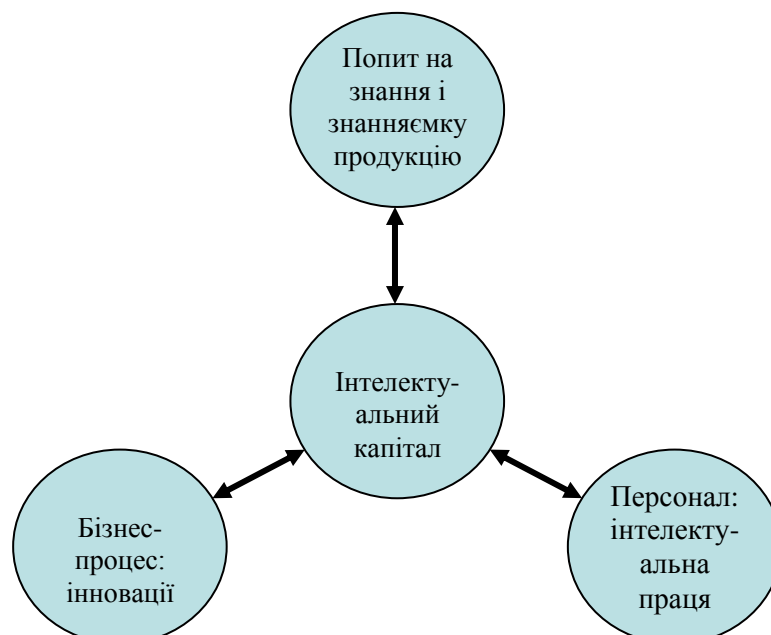 Попит на
знання і
знанняємку
продукцію
Інтелекту-
альний
капітал
Бізнес-
процес:
інновації
Персонал:
інтелекту-
альна
праця